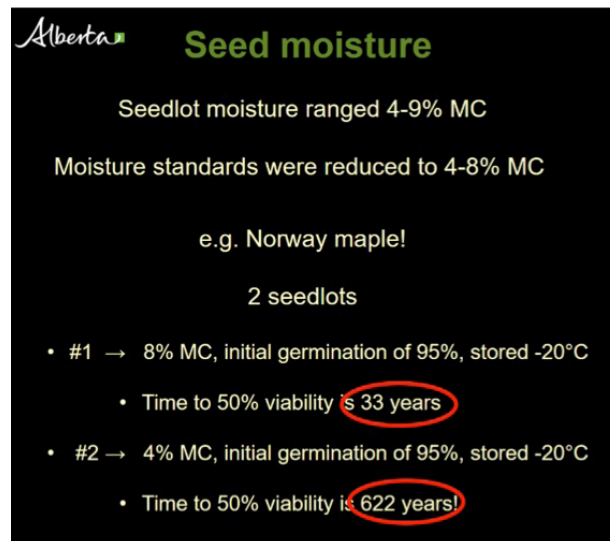 Alberta
Seed moisture
Seedlot moisture ranged 4-9% MC
Moisture standards were reduced to 4-8% MC
e.g. Norway maple!
2 seedlots
• #1 → 8% MC, initial germination of 95%, stored -20°C
• Time to 50% viability is 33 years
• #2 → 4% MC, initial germination of 95%, stored -20°C
• Time to 50% viability is 622 years!